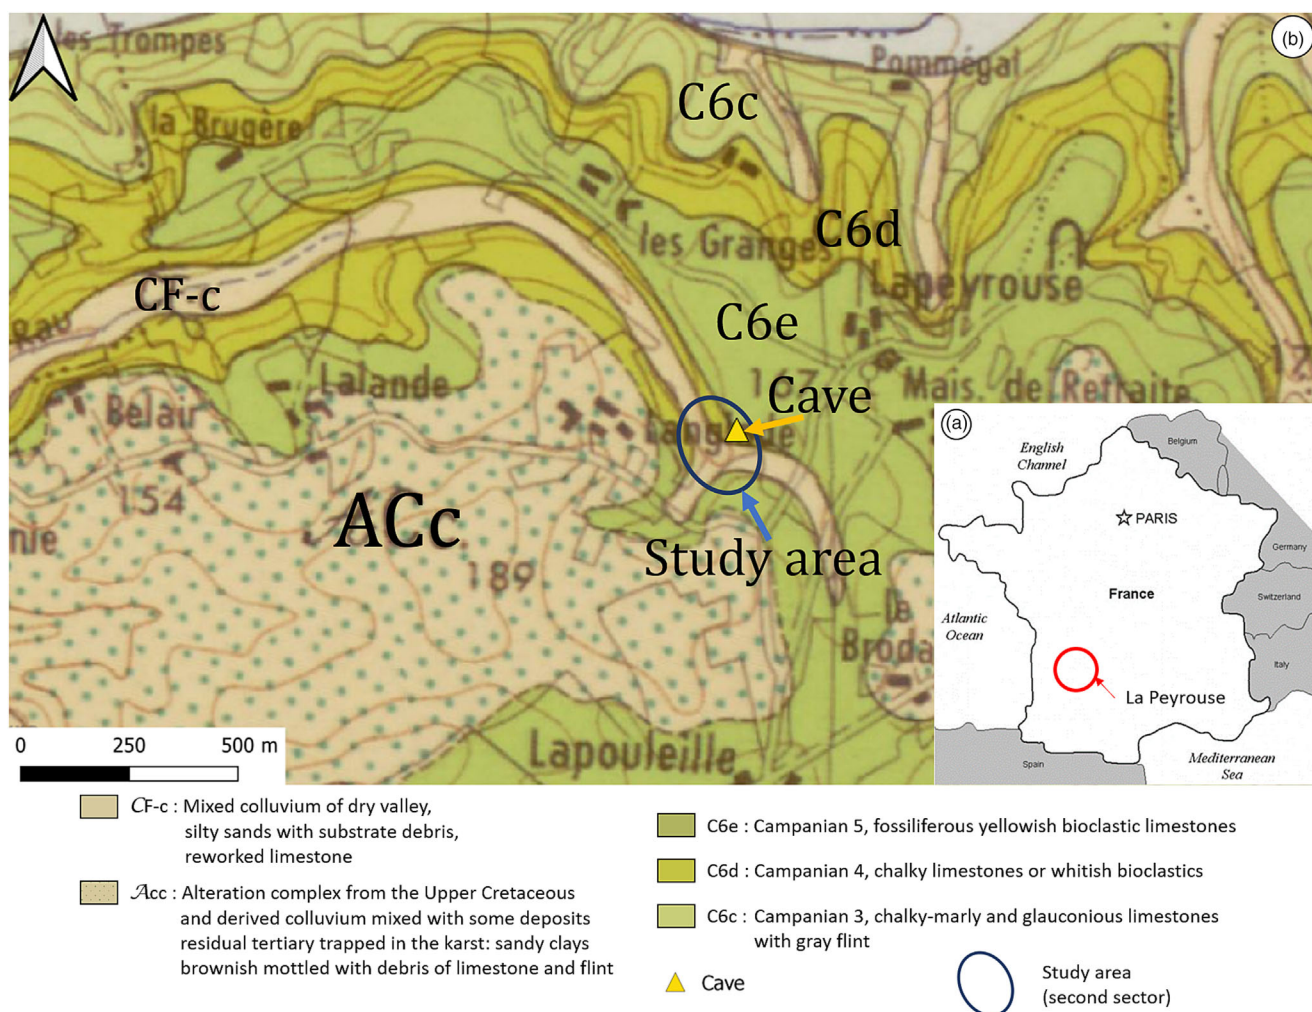 (b)
les Trompes
Pommégal
C6c
la Brugère
les Granges
C6d
Lapeyrouse
CF-c
C6e
167
Mais. de Retraite
Cave
Lalande
Belair
154
ACc
189
Study area
le
Lapouleille
0 250 500 m
(a)
English
Channel
Belgium
PARIS
Germany
France
Switzerland
Atlantic
Ocean
Italy
La Peyrouse
Mediterranean
Sea
Spain
CF-c : Mixed colluvium of dry valley,
silty sands with substrate debris,
reworked limestone
Acc : Alteration complex from the Upper Cretaceous
and derived colluvium mixed with some deposits
residual tertiary trapped in the karst: sandy clays
brownish mottled with debris of limestone and flint
C6e : Campanian 5, fossiliferous yellowish bioclastic limestones
C6d : Campanian 4, chalky limestones or whitish bioclastics
C6c : Campanian 3, chalky-marly and glauconious limestones
with gray flint
Cave
Study area
(second sector)